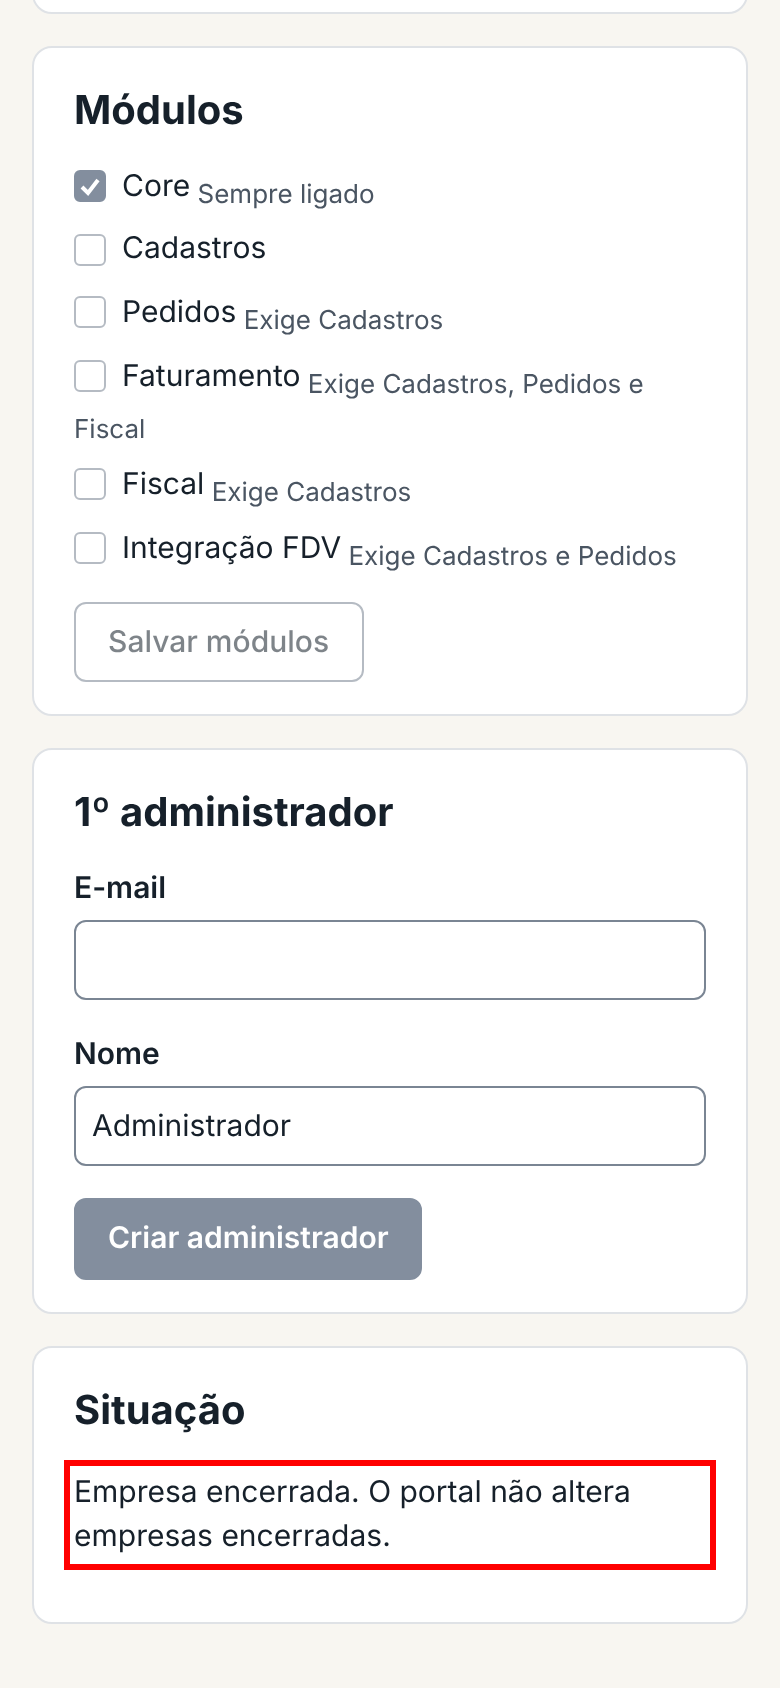 Módulos
Core Sempre ligado
Cadastros
Pedidos Exige Cadastros
Faturamento Exige Cadastros, Pedidos e
Fiscal
Fiscal Exige Cadastros
Integração FDV Exige Cadastros e Pedidos
Salvar módulos
1º administrador
E-mail
Nome
Administrador
Criar administrador
Situação
Empresa encerrada. O portal não altera
empresas encerradas.